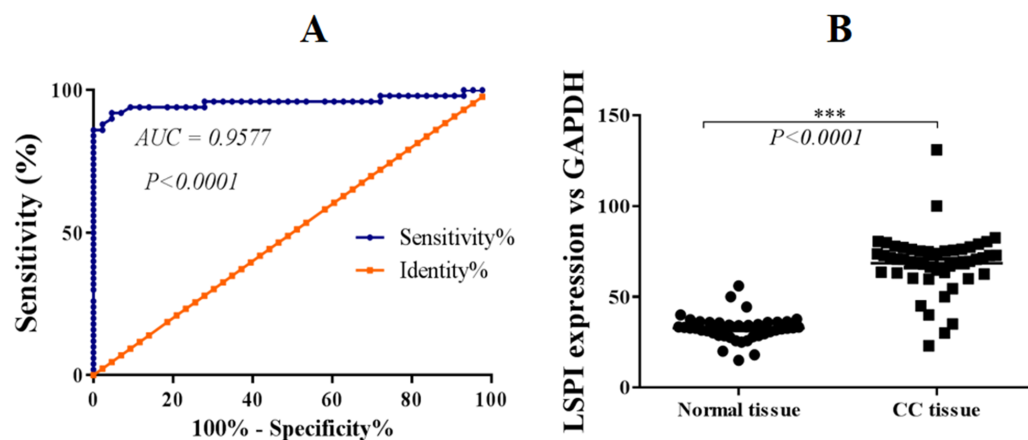 A
Sensitivity (%)
100
50
0
AUC = 0.9577
P<0.0001
Sensitivity%
Identity%
0 20 40 60 80 100
100% - Specificity%
B
LSPI expression vs GAPDH
150
100
50
0
***
P<0.0001
Normal tissue CC tissue